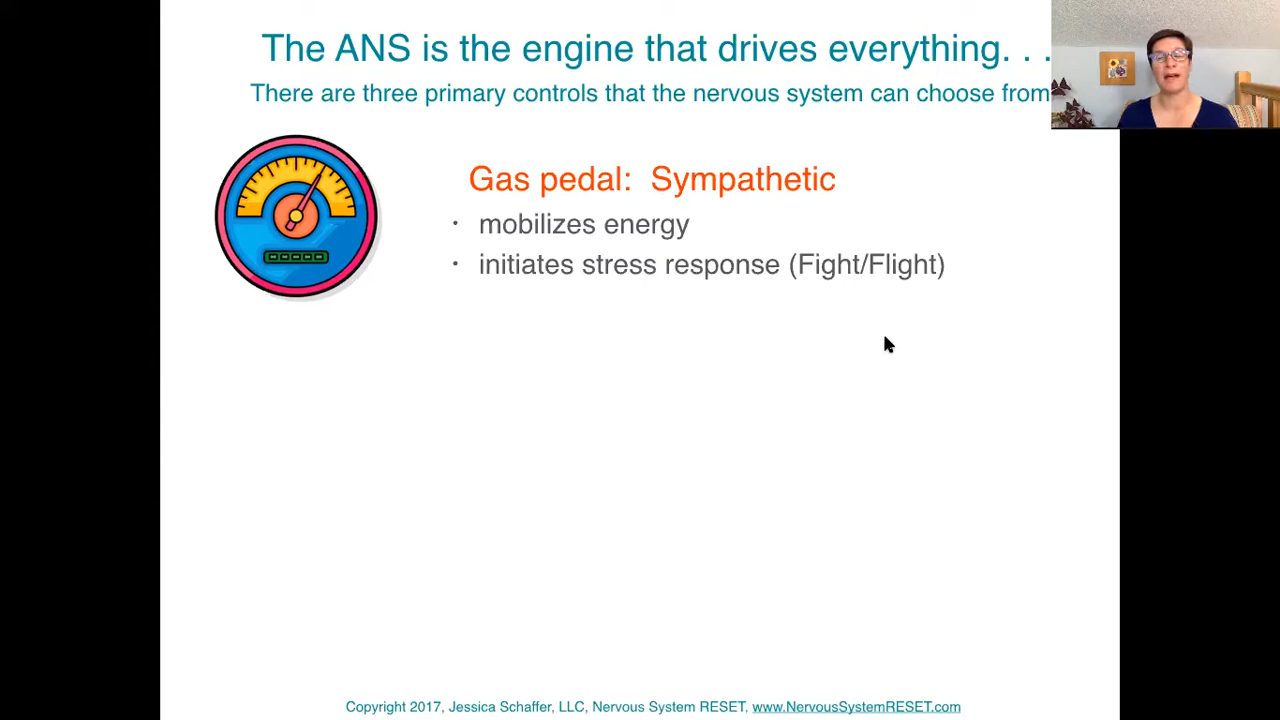 The ANS is the engine that drives everything. . .
There are three primary controls that the nervous system can choose from
Gas pedal: Sympathetic
· mobilizes energy
· initiates stress response (Fight/Flight)
Copyright 2017, Jessica Schaffer, LLC, Nervous System RESET, www.NervousSystemRESET.com